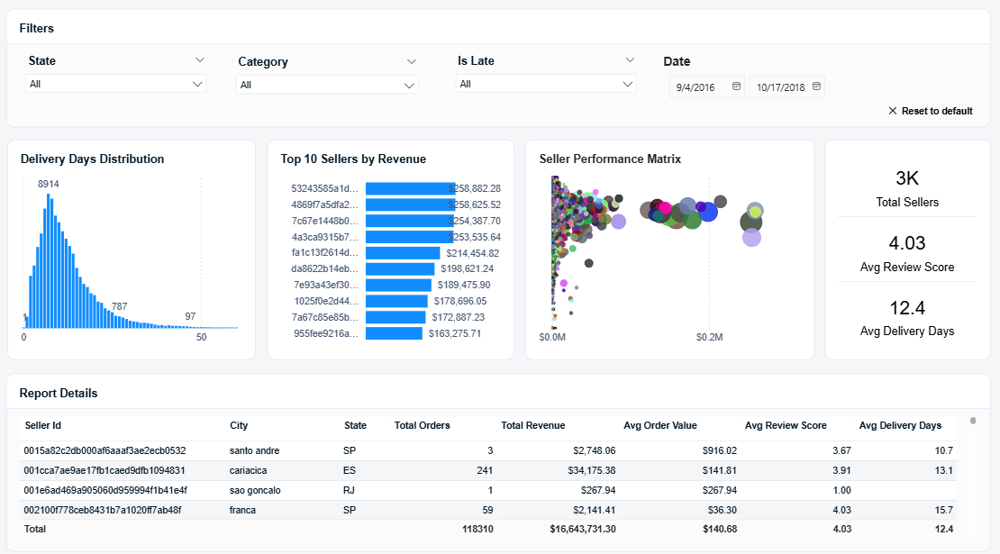 Filters
State
Category
Is Late
Date
All
All
All
9/4/2016
10/17/2018
Reset to default
Delivery Days Distribution
8914
1
787
97
0
50
Top 10 Sellers by Revenue
53243585a1d... $258,882.28
4869f7a5dfa2... $258,625.52
7c67e1448b0... $254,387.70
4a3ca9315b7... $253,535.64
fa1c13f2614d... $214,454.82
da8622b14eb... $198,621.24
7e93a43ef30... $189,475.90
1025f0e2d44... $178,696.05
7a67c85e85b... $172,887.23
955fee9216a... $163,275.71
Seller Performance Matrix
$0.0M
$0.2M
3K
Total Sellers
4.03
Avg Review Score
12.4
Avg Delivery Days
Report Details
Seller Id City State Total Orders Total Revenue Avg Order Value Avg Review Score Avg Delivery Days
0015a82c2db000af6aaaf3ae2ecb0532 santo andre SP 3 $2,748.06 $916.02 3.67 10.7
001cca7ae9ae17fb1caed9dfb1094831 cariacica ES 241 $34,175.38 $141.81 3.91 13.1
001e6ad469a905060d959994f1b41e4f sao goncalo RJ 1 $267.94 $267.94 1.00
002100f778ceb8431b7a1020ff7ab48f franca SP 59 $2,141.41 $36.30 4.03 15.7
Total 118310 $16,643,731.30 $140.68 4.03 12.4